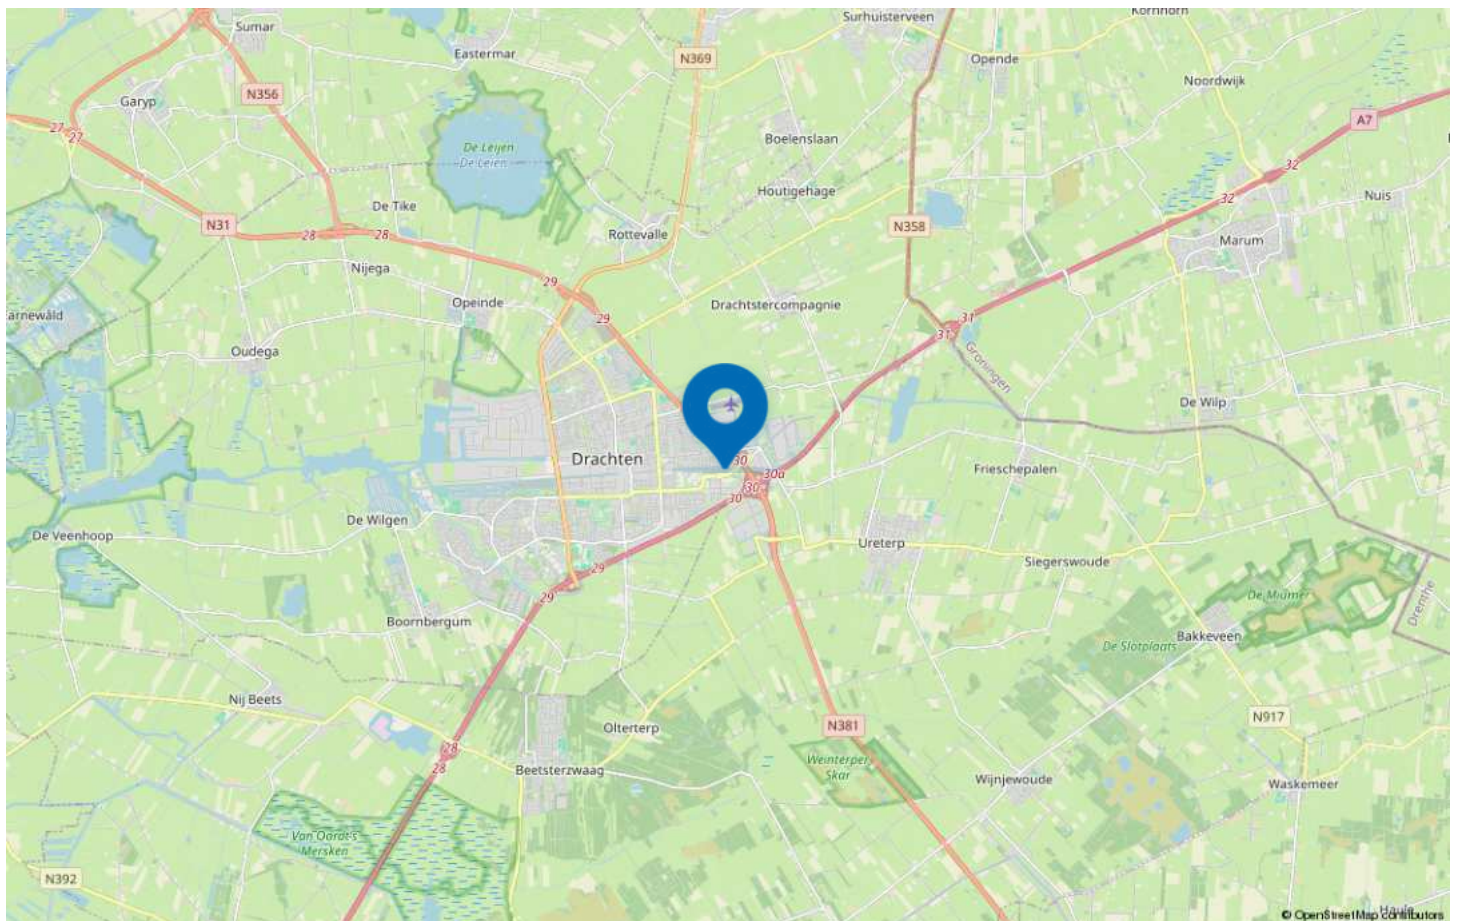 Surhuisterveen
Kornhorn
Sumar
Eastermar
N369
Opende
Noordwijk
Garyp
N356
A7
27
27
Boelenslaan
De Leijen
De Leien
32
32
Houtigehage
Nuis
De Tike
N31
N358
28
28
Rottevalle
Marum
Nijega
29
Opeinde
Drachtstercompagnie
arnewâld
29
31
31
Oudega
Groningen
De Wilp
Drachten
30
Frieschepalen
30a
30
30
De Wilgen
De Veenhoop
Ureterp
Siegerswoude
29
29
De Mjumer
Drenthe
Boornbergum
Bakkeveen
De Slotplaats
Nij Beets
N917
Olterterp
N381
28
28
Weinterper
Skar
Beetsterzwaag
Wijnjewoude
Waskemeer
Van Oordt's
Mersken
N392
Haule
© OpenStreetMap contributors